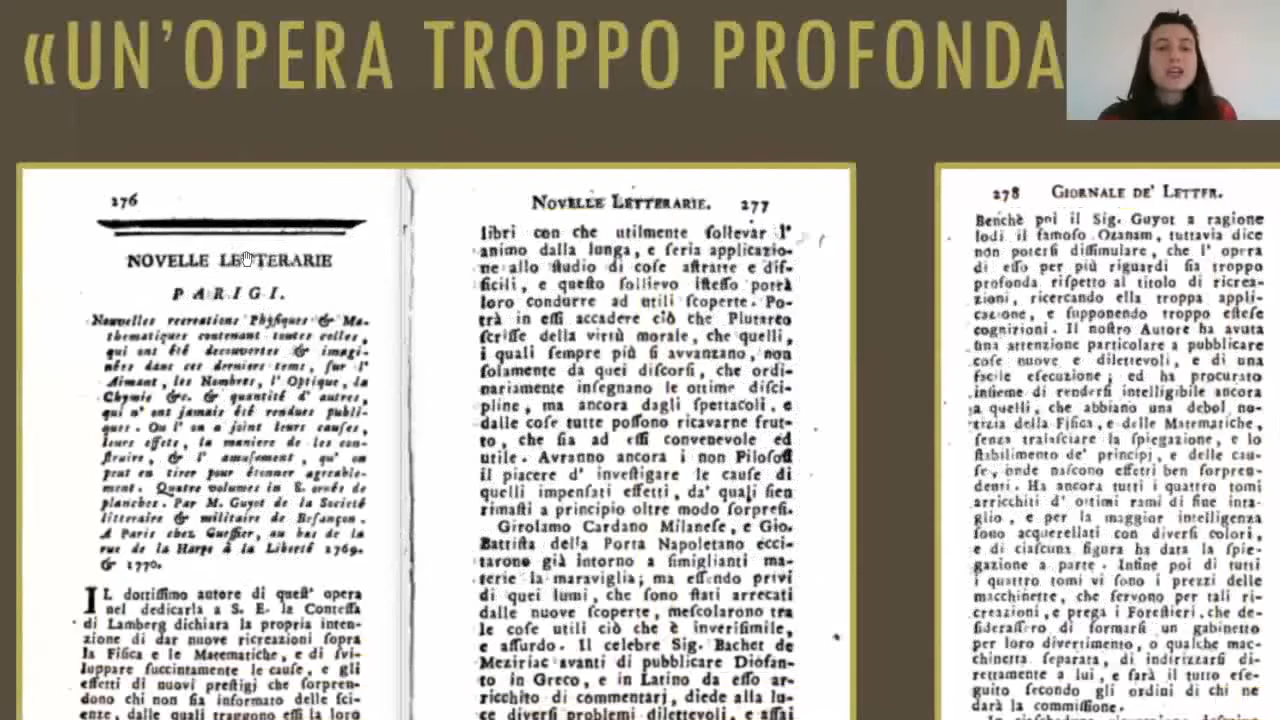 «UN'OPERA TROPPO PROFONDA
276
NOVELLE LETTERARIE
PARIGI.
Nouvelles recreations Physiques & Ma-
thematiques contenant toutes celles,
qui ont été decouvertes & imagi-
nées dans ces derniers tems, sur l'
Aimant, les Nombres, l'Optique, la
Chymie &c. & quantité d'autres,
qui n'ont jamais été rendues publi-
ques. Ou l'on a joint leurs causes,
leurs effets, la maniere de les con-
struire, & l'amusement, qu'on
peut en tirer pour étonner agreable-
ment. Quatre volumes in 8. ornés de
planches. Par M. Guyot de la Societé
litteraire & militaire de Besançon.
A Paris chez Gueffier, au bas de la
rue de la Harpe à la Liberté 1769.
& 1770.
IL dottissimo autore di quest' opera
nel dedicarla a S. E. la Contessa
di Lamberg dichiara la propria inten-
zione di dar nuove ricreazioni sopra
la Fisica e le Matematiche, e di svi-
luppare succintamente le cause, e gli
effetti di nuovi prestigi che sorpren-
dono chi non sia informato delle sci-
enze, dalle quali traggono essi la loro
NOVELLE LETTERARIE. 277
libri con che utilmente sollevar l'
animo dalla lunga, e seria applicazio-
ne allo studio di cose astratte e dif-
ficili, e questo sollievo istesso potrà
loro condurre ad utili scoperte. Po-
trà in essi accadere ciò che Plutarco
scrisse della virtù morale, che quelli,
i quali sempre più si avvanzano, non
solamente da quei discorsi, che ordi-
nariamente insegnano le ottime disci-
pline, ma ancora dagli spettacoli, e
dalle cose tutte possono ricavarne frut-
to, che sia ad essi convenevole ed
utile. Avranno ancora i non Filosofi
il piacere d' investigare le cause di
quelli impensati effetti, da' quali sien
rimasti a principio oltre modo sorpresi.
Girolamo Cardano Milanese, e Gio.
Battista della Porta Napoletano ecci-
tarono già intorno a simiglianti ma-
terie la maraviglia; ma essendo privi
di quei lumi, che sono stati arrecati
dalle nuove scoperte, mescolarono tra
le cose utili ciò che è inverisimile,
e assurdo. Il celebre Sig. Bachet de
Meziriac avanti di pubblicare Diofan-
to in Greco, e in Latino da esso ar-
ricchito di commentarj, diede alla lu-
ce diversi problemi dilettevoli, e assai
278 GIORNALE DE' LETTER.
Benchè poi il Sig. Guyot a ragione
lodi il famoso Ozanam, tuttavia dice
non potersi dissimulare, che l' opera
di esso per più riguardi sia troppo
profonda rispetto al titolo di ricrea-
zioni, ricercando ella troppa appli-
cazione, e supponendo troppo estese
cognizioni. Il nostro Autore ha avuta
una attenzione particolare a pubblicare
cose nuove e dilettevoli, e di una
facile esecuzione; ed ha procurato
insieme di rendersi intelligibile ancora
a quelli, che abbiano una debol no-
tizia della Fisica, e delle Matematiche,
senza tralasciare la spiegazione, e lo
stabilimento de' principj, e delle cau-
se, onde nascono effetti ben sorpren-
denti. Ha ancora tutti i quattro tomi
arricchiti d' ottimi rami di fine inta-
glio, e per la maggior intelligenza
sono acquerellati con diversi colori,
e di ciascuna figura ha data la spie-
gazione a parte. Infine poi di tutti
i quattro tomi vi sono i prezzi delle
macchinette, che servono per tali ri-
creazioni, e prega i Forestieri, che de-
siderassero di formarsi un gabinetto
per loro divertimento, o qualche mac-
chinetta separata, di indirizzarsi di-
rettamente a lui, e farà il tutto ese-
guito secondo gli ordini di chi ne
darà la commissione.